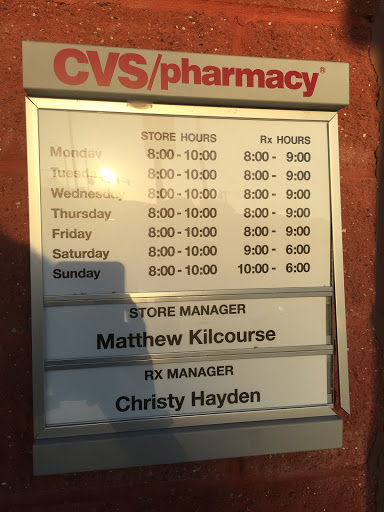 CVS/pharmacy®
STORE HOURS Rx HOURS
Monday 8:00 - 10:00 8:00 - 9:00
Tuesday 8:00 - 10:00 8:00 - 9:00
Wednesday 8:00 - 10:00 8:00 - 9:00
Thursday 8:00 - 10:00 8:00 - 9:00
Friday 8:00 - 10:00 8:00 - 9:00
Saturday 8:00 - 10:00 9:00 - 6:00
Sunday 8:00 - 10:00 10:00 - 6:00
STORE MANAGER
Matthew Kilcourse
RX MANAGER
Christy Hayden